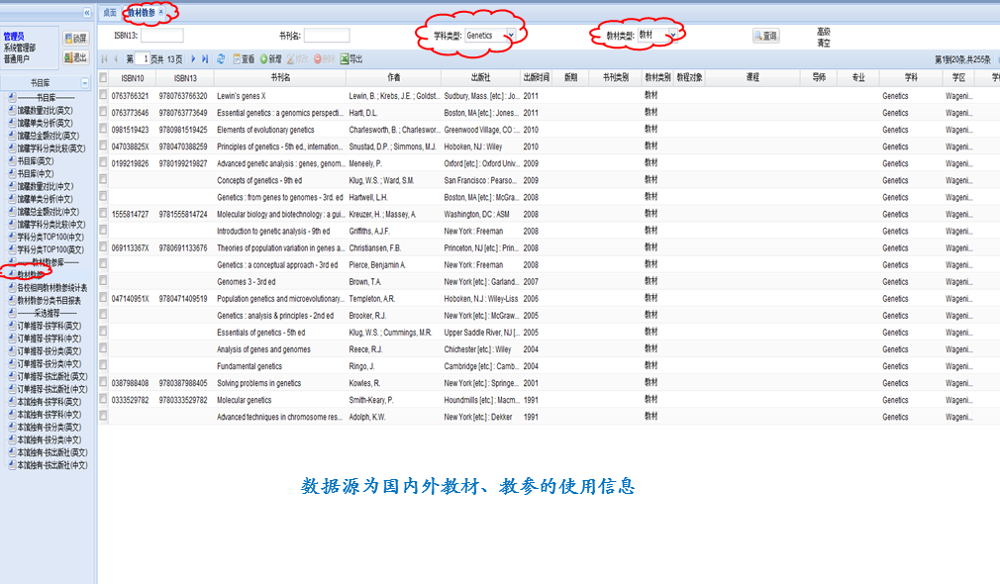 桌面 教材教参 ×
管理员
系统管理部
普通用户
锁屏
退出
ISBN13: 书刊名: 学科类型: Genetics 教材类型: 教材 查询 高级 清空
第 1 页共 13 页 查看 新增 修改 删除 导出 第1到20条,共255条
书目库
----------书目库---------
馆藏数量对比(英文)
馆藏单类分析(英文)
馆藏总金额对比(英文)
馆藏学科分类比较(英文)
书目库(英文)
书目库(中文)
馆藏数量对比(中文)
馆藏单类分析(中文)
馆藏总金额对比(中文)
馆藏学科分类比较(中文)
学科分类TOP100(中文)
学科分类TOP100(英文)
教材教参库-------
教材教参
各校相同教材教参统计表
教材教参分类书目报表
---------采选推荐-------
订单推荐-按学科(英文)
订单推荐-按学科(中文)
订单推荐-按分类(英文)
订单推荐-按分类(中文)
订单推荐-按出版社(英文)
订单推荐-按出版社(中文)
本馆独有-按学科(英文)
本馆独有-按学科(中文)
本馆独有-按分类(英文)
本馆独有-按分类(中文)
本馆独有-按出版社(英文)
本馆独有-按出版社(中文)
ISBN10 ISBN13 书刊名 作者 出版社 出版时间 版期 书刊类别 教材类别 教程对象 课程 导师 专业 学科 学区
0763766321 9780763766320 Lewin's genes X Lewin, B. ; Krebs, J.E. ; Goldst... Sudbury, Mass. [etc.] : Jo... 2011 教材 Genetics Wageni...
0763773646 9780763773649 Essential genetics : a genomics perspecti... Hartl, D.L. Boston, MA [etc.] : Jones... 2011 教材 Genetics Wageni...
0981519423 9780981519425 Elements of evolutionary genetics Charlesworth, B. ; Charleswor... Greenwood Village, CO :... 2010 教材 Genetics Wageni...
047038825X 9780470388259 Principles of genetics - 5th ed., internation... Snustad, D.P. ; Simmons, M.J. Hoboken, NJ : Wiley 2010 教材 Genetics Wageni...
0199219826 9780199219827 Advanced genetic analysis : genes, genom... Meneely, P. Oxford [etc.] : Oxford Univ... 2009 教材 Genetics Wageni...
Concepts of genetics - 9th ed Klug, W.S. ; Ward, S.M. San Francisco : Pearso... 2009 教材 Genetics Wageni...
Genetics : from genes to genomes - 3rd. ed Hartwell, L.H. Boston, MA [etc.] : McGra... 2008 教材 Genetics Wageni...
1555814727 9781555814724 Molecular biology and biotechnology : a gui... Kreuzer, H. ; Massey, A. Washington, DC : ASM 2008 教材 Genetics Wageni...
Introduction to genetic analysis - 9th ed Griffiths, A.J.F. New York : Freeman 2008 教材 Genetics Wageni...
069113367X 9780691133676 Theories of population variation in genes a... Christiansen, F.B. Princeton, NJ [etc.] : Prin... 2008 教材 Genetics Wageni...
Genetics : a conceptual approach - 3rd ed Pierce, Benjamin A. New York : Freeman 2008 教材 Genetics Wageni...
Genomes 3 - 3rd ed Brown, T.A. New York [etc.] : Garland... 2007 教材 Genetics Wageni...
047140951X 9780471409519 Population genetics and microevolutionary... Templeton, A.R. Hoboken, N.J : Wiley-Liss 2006 教材 Genetics Wageni...
Genetics : analysis & principles - 2nd ed Brooker, R.J. New York [etc.] : McGraw... 2005 教材 Genetics Wageni...
Essentials of genetics - 5th ed Klug, W.S. ; Cummings, M.R. Upper Saddle River, NJ [... 2005 教材 Genetics Wageni...
Analysis of genes and genomes Reece, R.J. Chichester [etc.] : Wiley 2004 教材 Genetics Wageni...
Fundamental genetics Ringo, J. Cambridge [etc.] : Camb... 2004 教材 Genetics Wageni...
0387988408 9780387988405 Solving problems in genetics Kowles, R. New York [etc.] : Springe... 2001 教材 Genetics Wageni...
0333529782 9780333529782 Molecular genetics Smith-Keary, P. Houndmills [etc.] : Macm... 1991 教材 Genetics Wageni...
Advanced techniques in chromosome res... Adolph, K.W. New York [etc.] : Dekker 1991 教材 Genetics Wageni...
数据源为国内外教材、教参的使用信息